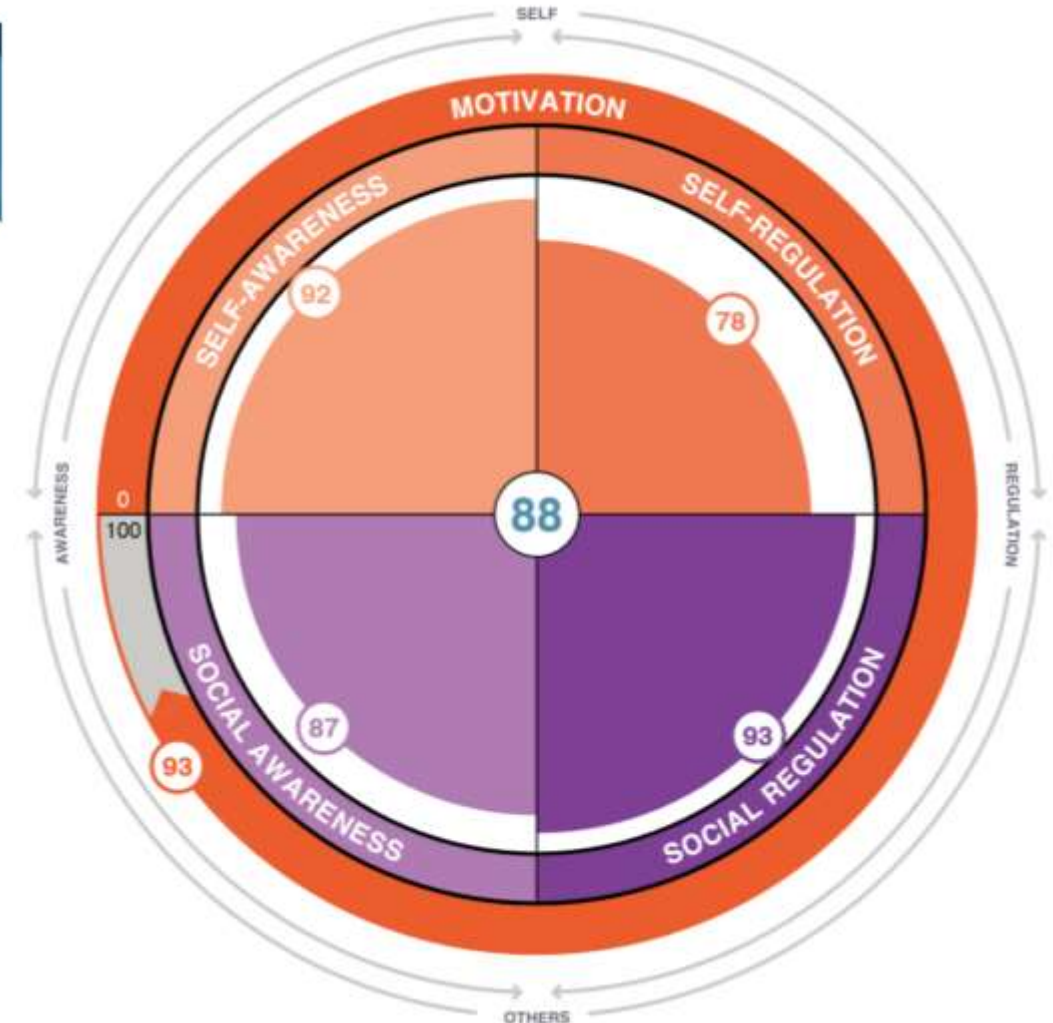 SELF
MOTIVATION
SELF-AWARENESS
SELF-REGULATION
92
78
AWARENESS
REGULATION
0
100
88
87
93
93
SOCIAL AWARENESS
SOCIAL REGULATION
OTHERS